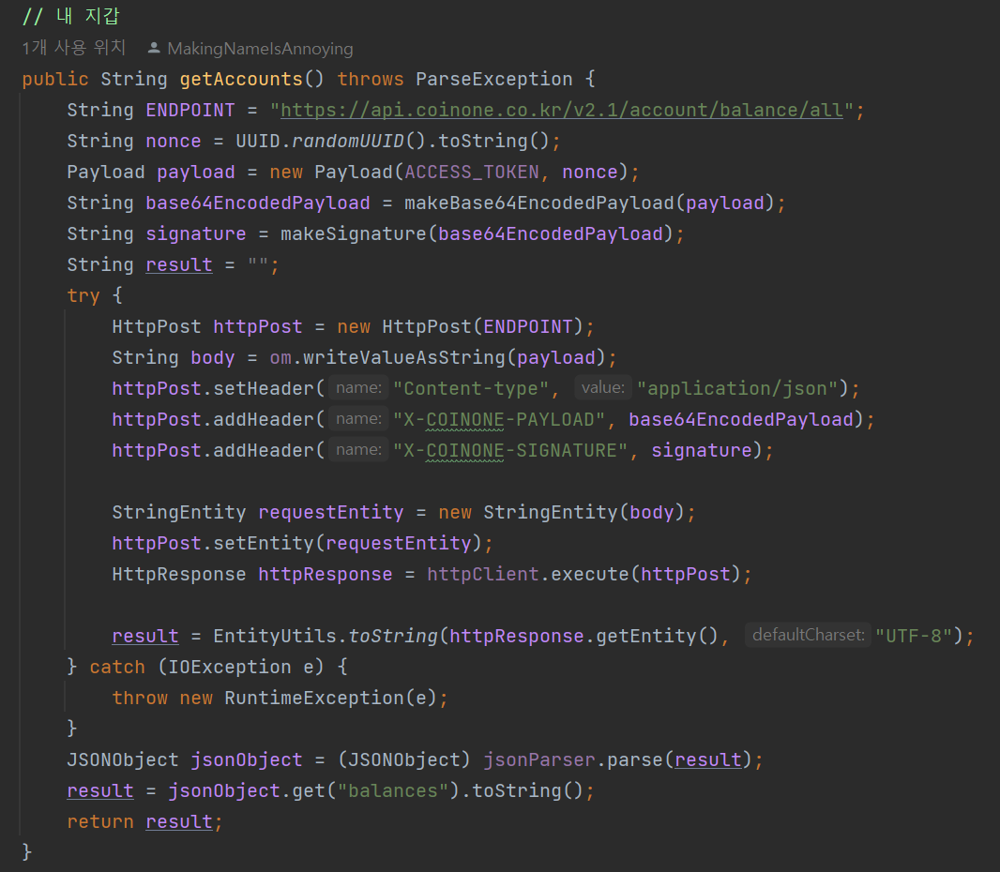 // 내 지갑
1개 사용 위치 MakingNameIsAnnoying
public String getAccounts() throws ParseException {
String ENDPOINT = "https://api.coinone.co.kr/v2.1/account/balance/all";
String nonce = UUID.randomUUID().toString();
Payload payload = new Payload(ACCESS_TOKEN, nonce);
String base64EncodedPayload = makeBase64EncodedPayload(payload);
String signature = makeSignature(base64EncodedPayload);
String result = "";
try {
HttpPost httpPost = new HttpPost(ENDPOINT);
String body = om.writeValueAsString(payload);
httpPost.setHeader( name: "Content-type", value: "application/json");
httpPost.addHeader( name: "X-COINONE-PAYLOAD", base64EncodedPayload);
httpPost.addHeader( name: "X-COINONE-SIGNATURE", signature);
StringEntity requestEntity = new StringEntity(body);
httpPost.setEntity(requestEntity);
HttpResponse httpResponse = httpClient.execute(httpPost);
result = EntityUtils.toString(httpResponse.getEntity(), defaultCharset: "UTF-8");
} catch (IOException e) {
throw new RuntimeException(e);
}
JSONObject jsonObject = (JSONObject) jsonParser.parse(result);
result = jsonObject.get("balances").toString();
return result;
}